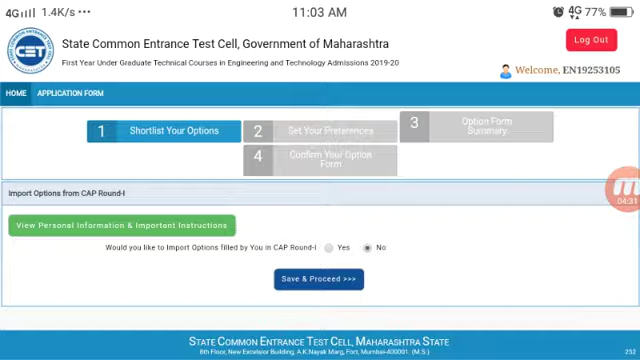 4G 1.4K/s ••• 11:03 AM 4G 77%
CET
State Common Entrance Test Cell, Government of Maharashtra
Log Out
First Year Under Graduate Technical Courses in Engineering and Technology Admissions 2019-20
Welcome, EN19253105
HOME APPLICATION FORM
1 Shortlist Your Options
2 Set Your Preferences
3 Option Form
Summary
4 Confirm Your Option
Form
Import Options from CAP Round-I
04:31
View Personal Information & Important Instructions
Would you like to Import Options filled by You in CAP Round-I Yes No
Save & Proceed >>>
STATE COMMON ENTRANCE TEST CELL, MAHARASHTRA STATE
8th Floor, New Excelsior Building, A.K.Nayak Marg, Fort, Mumbai-400001. (M.S.)
252